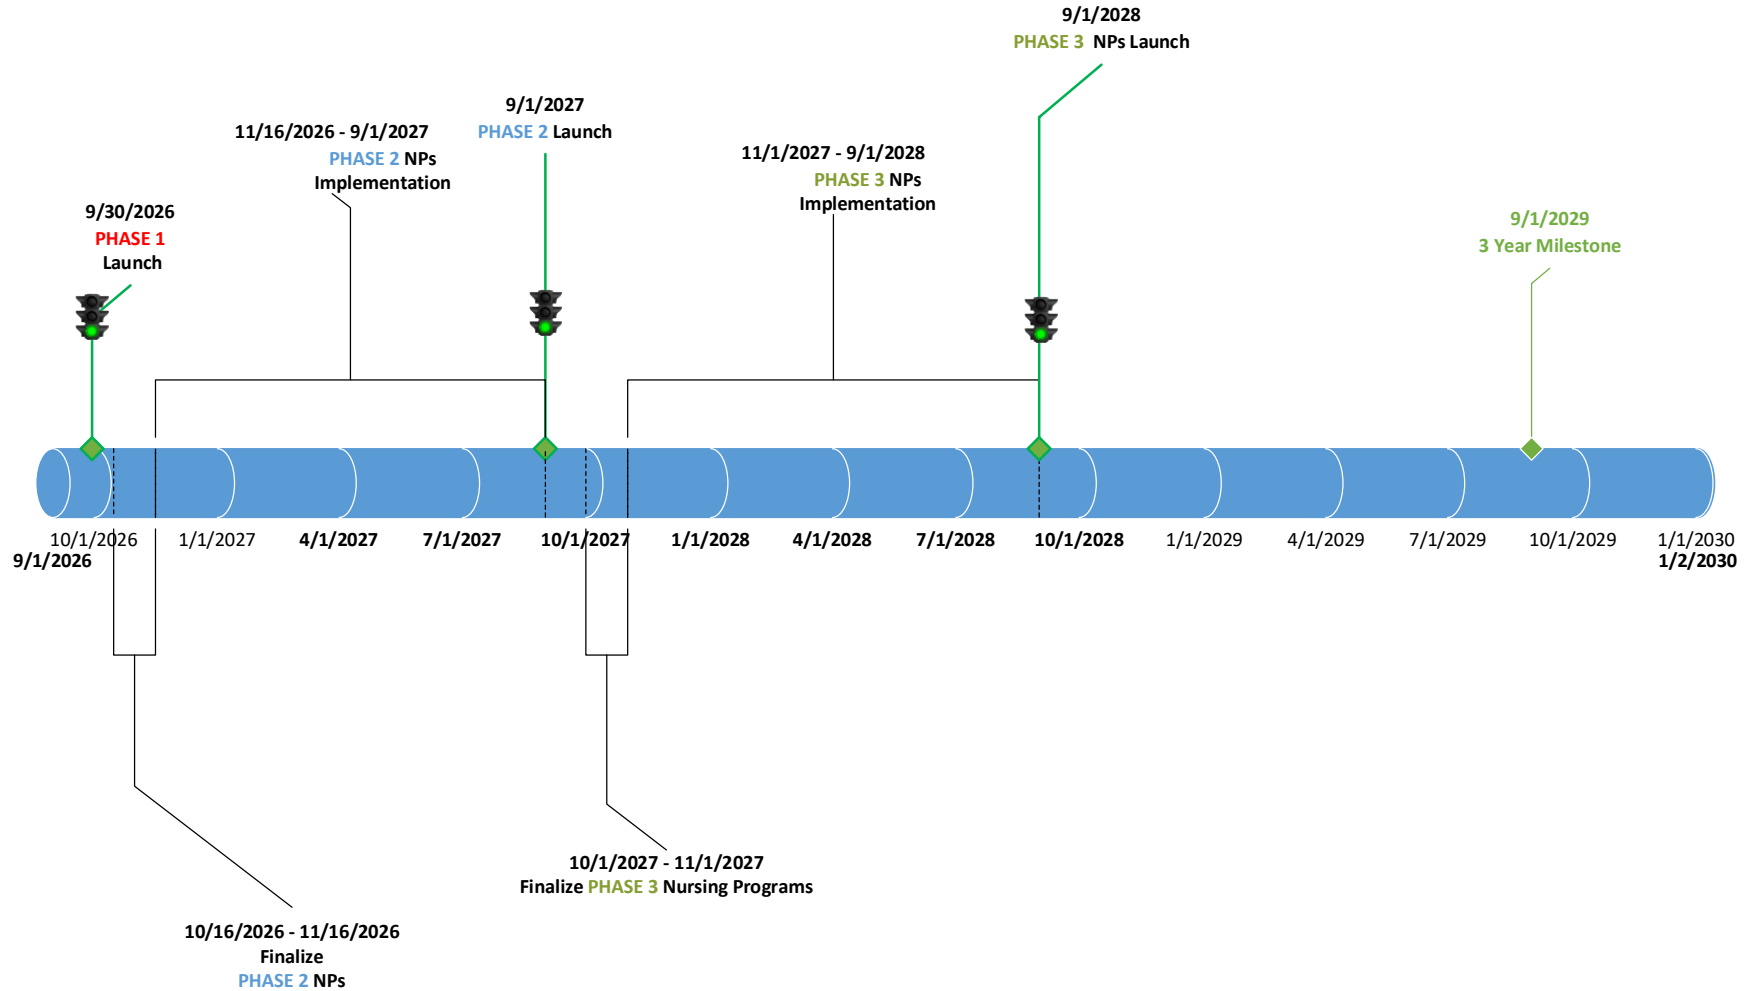 9/1/2028
PHASE 3 NPs Launch
9/1/2027
PHASE 2 Launch
11/16/2026 - 9/1/2027
PHASE 2 NPs
Implementation
11/1/2027 - 9/1/2028
PHASE 3 NPs
Implementation
9/30/2026
PHASE 1
Launch
9/1/2029
3 Year Milestone
10/1/2026
1/1/2027
4/1/2027
7/1/2027
10/1/2027
1/1/2028
4/1/2028
7/1/2028
10/1/2028
1/1/2029
4/1/2029
7/1/2029
10/1/2029
1/1/2030
9/1/2026
1/2/2030
10/1/2027 - 11/1/2027
Finalize PHASE 3 Nursing Programs
10/16/2026 - 11/16/2026
Finalize
PHASE 2 NPs